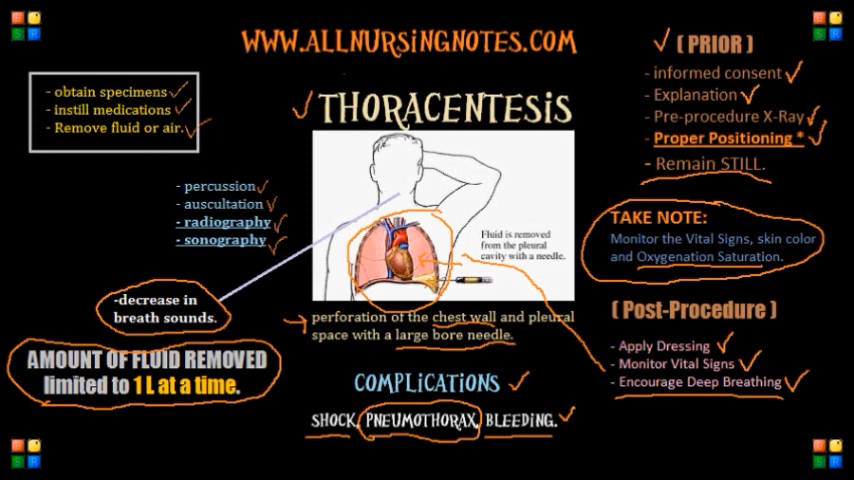 WWW.ALLNURSINGNOTES.COM
- obtain specimens
- instill medications
- Remove fluid or air.
THORACENTESIS
- percussion
- auscultation
- radiography
- sonography
Fluid is removed
from the pleural
cavity with a needle.
-decrease in
breath sounds.
perforation of the chest wall and pleural
space with a large bore needle.
AMOUNT OF FLUID REMOVED
limited to 1 L at a time.
COMPLICATIONS
SHOCK, PNEUMOTHORAX, BLEEDING.
( PRIOR )
- informed consent
- Explanation
- Pre-procedure X-Ray
- Proper Positioning *
- Remain STILL.
TAKE NOTE:
Monitor the Vital Signs, skin color
and Oxygenation Saturation.
( Post-Procedure )
- Apply Dressing
- Monitor Vital Signs
- Encourage Deep Breathing